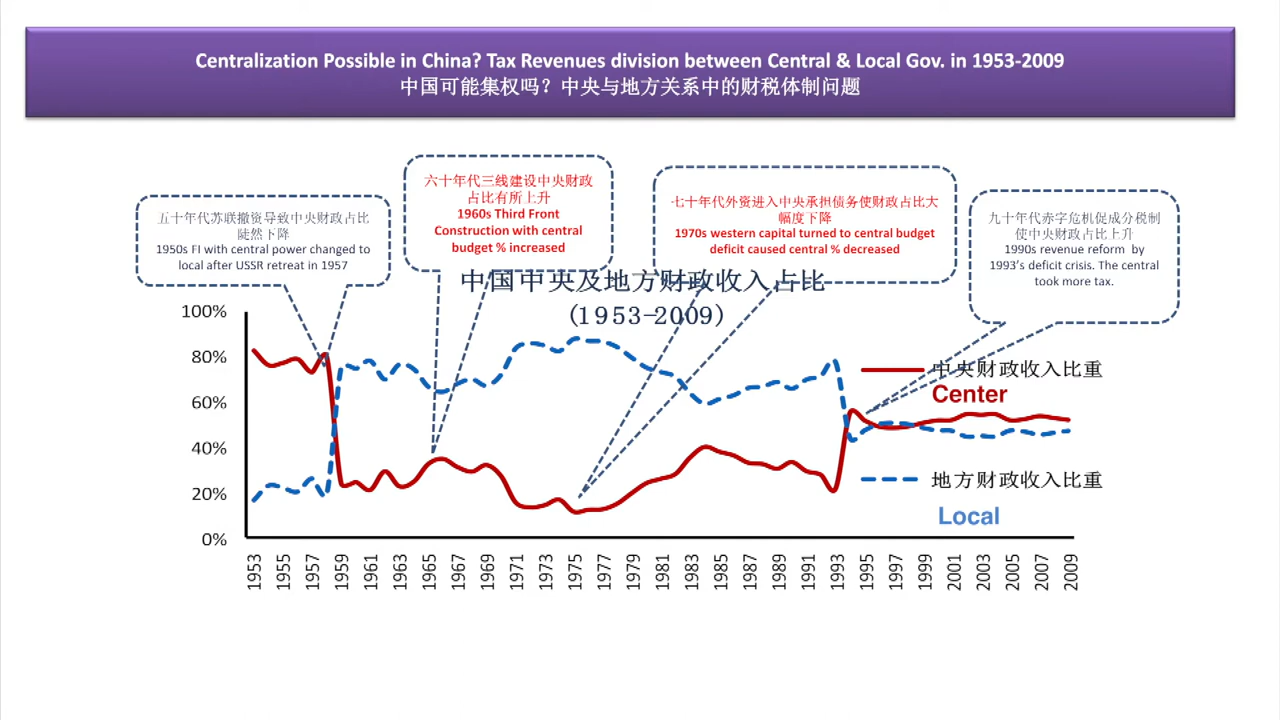 Centralization Possible in China? Tax Revenues division between Central & Local Gov. in 1953-2009
中国可能集权吗？中央与地方关系中的财税体制问题
五十年代苏联撤资导致中央财政占比
陡然下降
1950s FI with central power changed to
local after USSR retreat in 1957
六十年代三线建设中央财政
占比有所上升
1960s Third Front
Construction with central
budget % increased
七十年代外资进入中央承担债务使财政占比大
幅度下降
1970s western capital turned to central budget
deficit caused central % decreased
九十年代赤字危机促成分税制
使中央财政占比上升
1990s revenue reform by
1993's deficit crisis. The central
took more tax.
中国中央及地方财政收入占比
(1953-2009)
100%
80%
60%
40%
20%
0%
中央财政收入比重
Center
地方财政收入比重
Local
1953
1955
1957
1959
1961
1963
1965
1967
1969
1971
1973
1975
1977
1979
1981
1983
1985
1987
1989
1991
1993
1995
1997
1999
2001
2003
2005
2007
2009